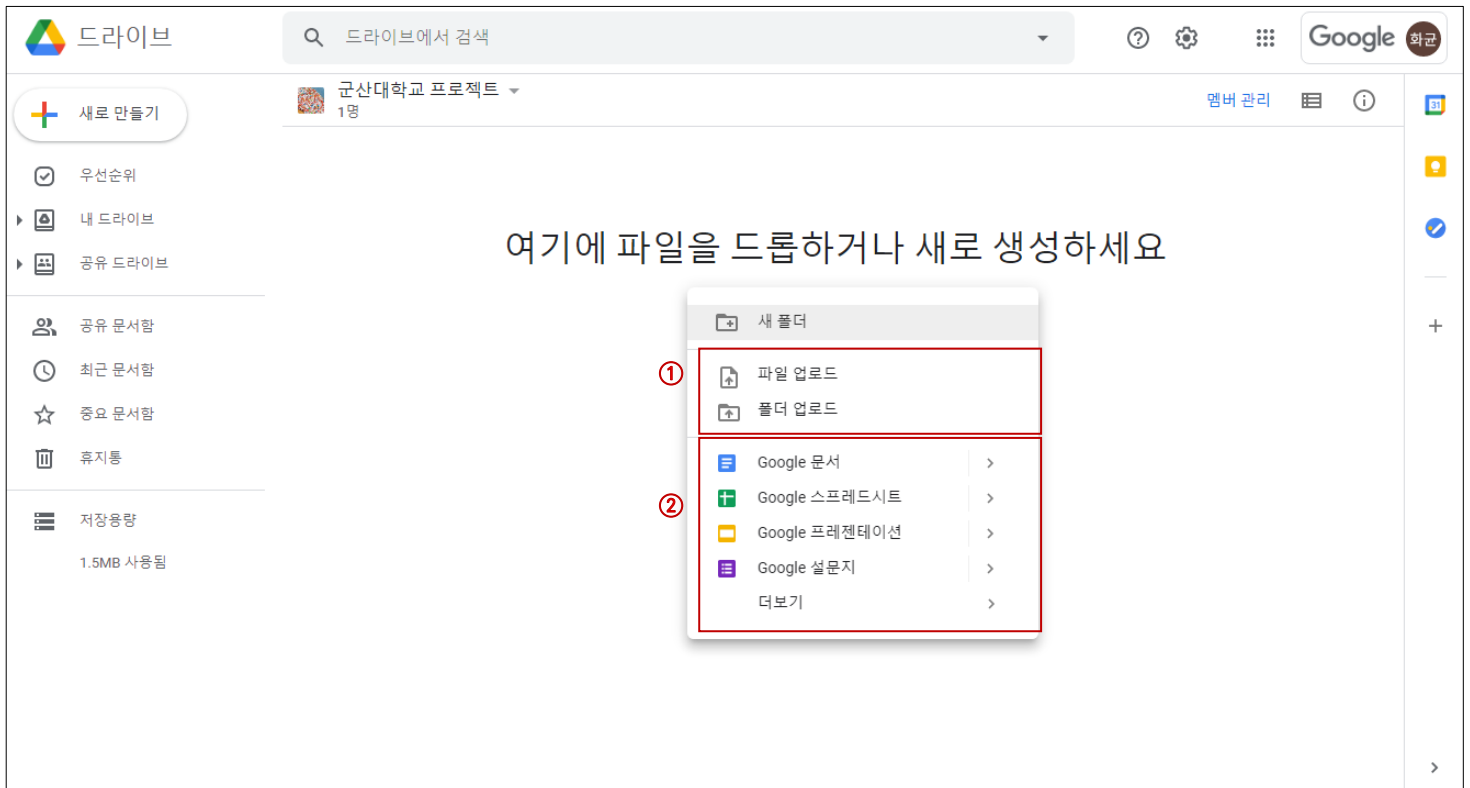 드라이브
드라이브에서 검색
Google 화균
새로 만들기
군산대학교 프로젝트
1명
멤버 관리
31
우선순위
내 드라이브
공유 드라이브
공유 문서함
최근 문서함
중요 문서함
휴지통
저장용량
1.5MB 사용됨
여기에 파일을 드롭하거나 새로 생성하세요
새 폴더
①
파일 업로드
폴더 업로드
②
Google 문서
Google 스프레드시트
Google 프레젠테이션
Google 설문지
더보기